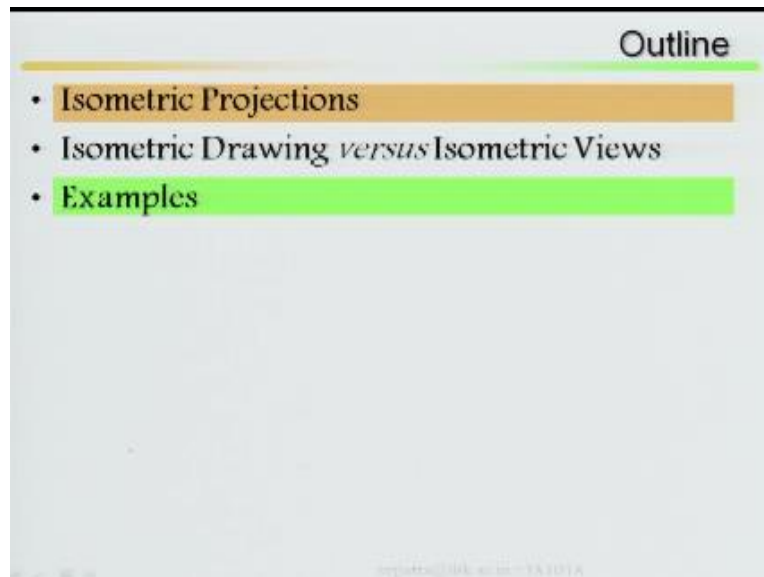 Outline
• Isometric Projections
• Isometric Drawing versus Isometric Views
• Examples